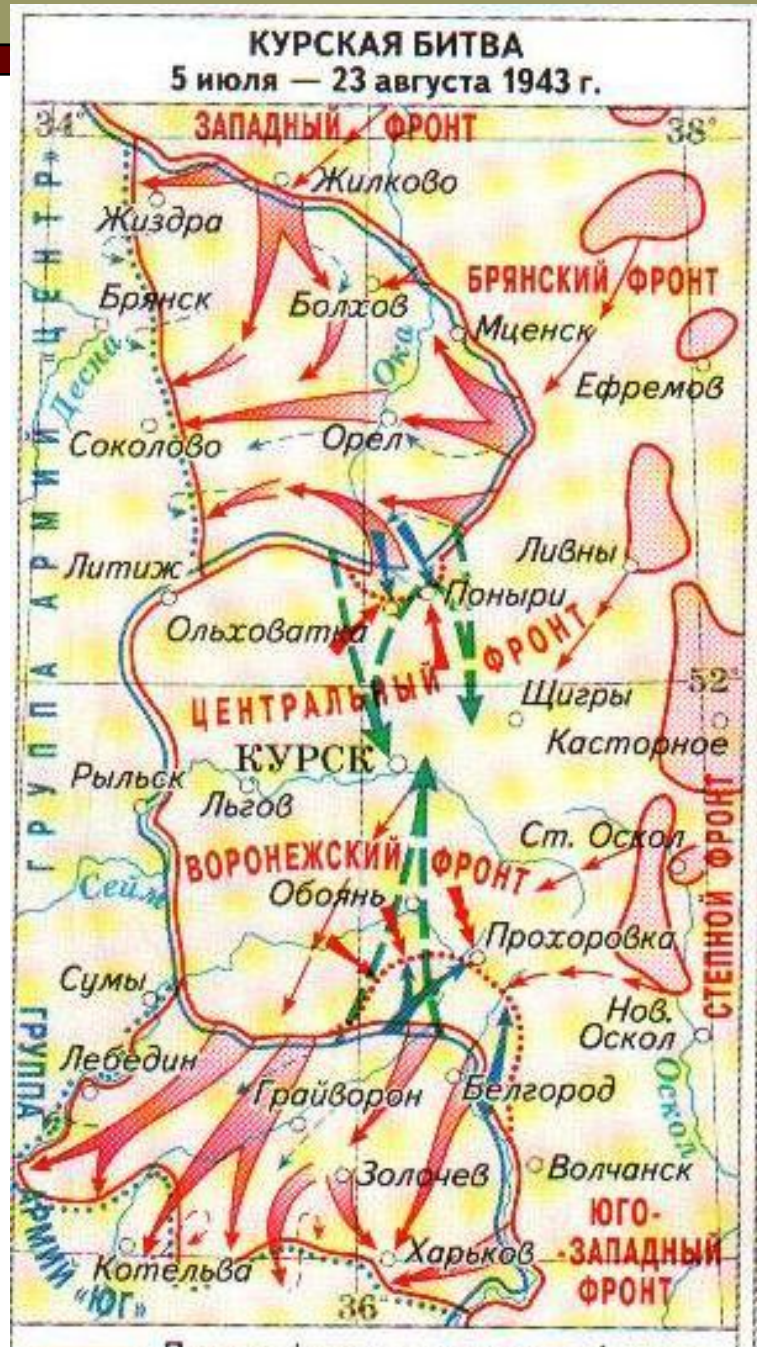 КУРСКАЯ БИТВА
5 июля — 23 августа 1943 г.
34°
ЗАПАДНЫЙ ФРОНТ
38°
Жилково
Жиздра
БРЯНСКИЙ ФРОНТ
Брянск
Болхов
Мценск
Десна
Ока
Ефремов
Соколово
Орел
ГРУППА АРМИЙ "ЦЕНТР"
Литиж
Ливны
Поныри
Ольховатка
ЦЕНТРАЛЬНЫЙ ФРОНТ
52°
Щигры
Касторное
КУРСК
Рыльск
Льгов
Ст. Оскол
ВОРОНЕЖСКИЙ ФРОНТ
СТЕПНОЙ ФРОНТ
Сейм
Обоянь
Прохоровка
Сумы
Нов.
Оскол
Лебедин
Грайворон
Белгород
Оскол
Золочев
Волчанск
ГРУППА АРМИЙ "ЮГ"
ЮГО-
-ЗАПАДНЫЙ
ФРОНТ
Харьков
Котельва
36°